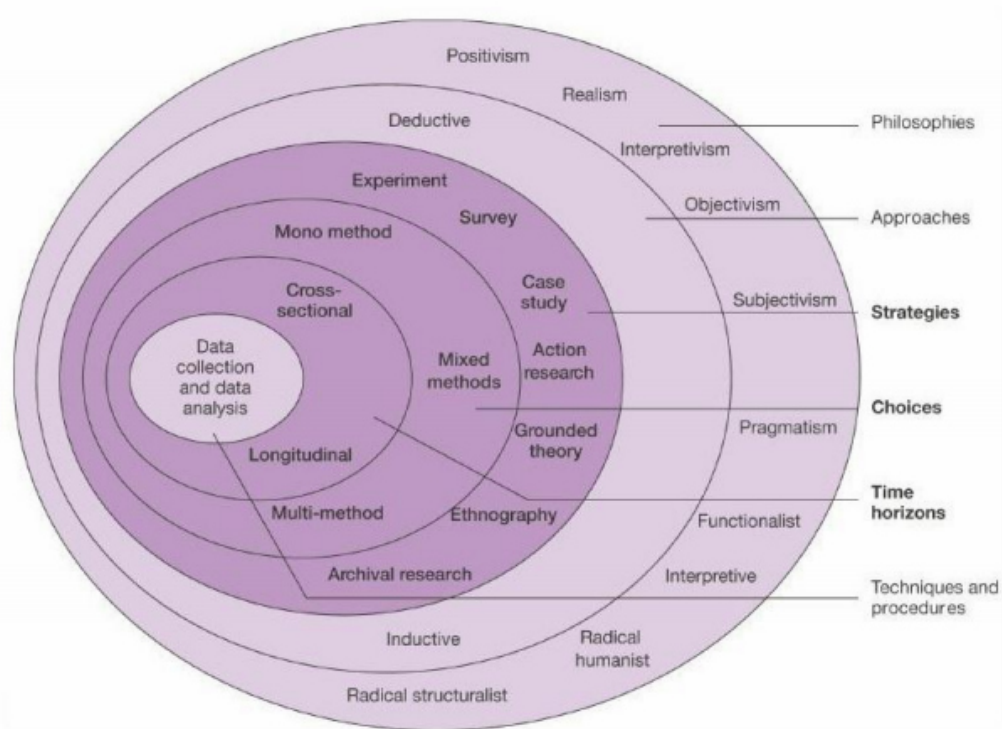 Positivism
Realism
Philosophies
Deductive
Interpretivism
Experiment
Objectivism
Approaches
Survey
Mono method
Cross-
sectional
Case
study
Subjectivism
Strategies
Data
collection
and data
analysis
Mixed
methods
Action
research
Choices
Grounded
theory
Pragmatism
Longitudinal
Time
horizons
Multi-method
Ethnography
Functionalist
Archival research
Interpretive
Techniques and
procedures
Inductive
Radical
humanist
Radical structuralist